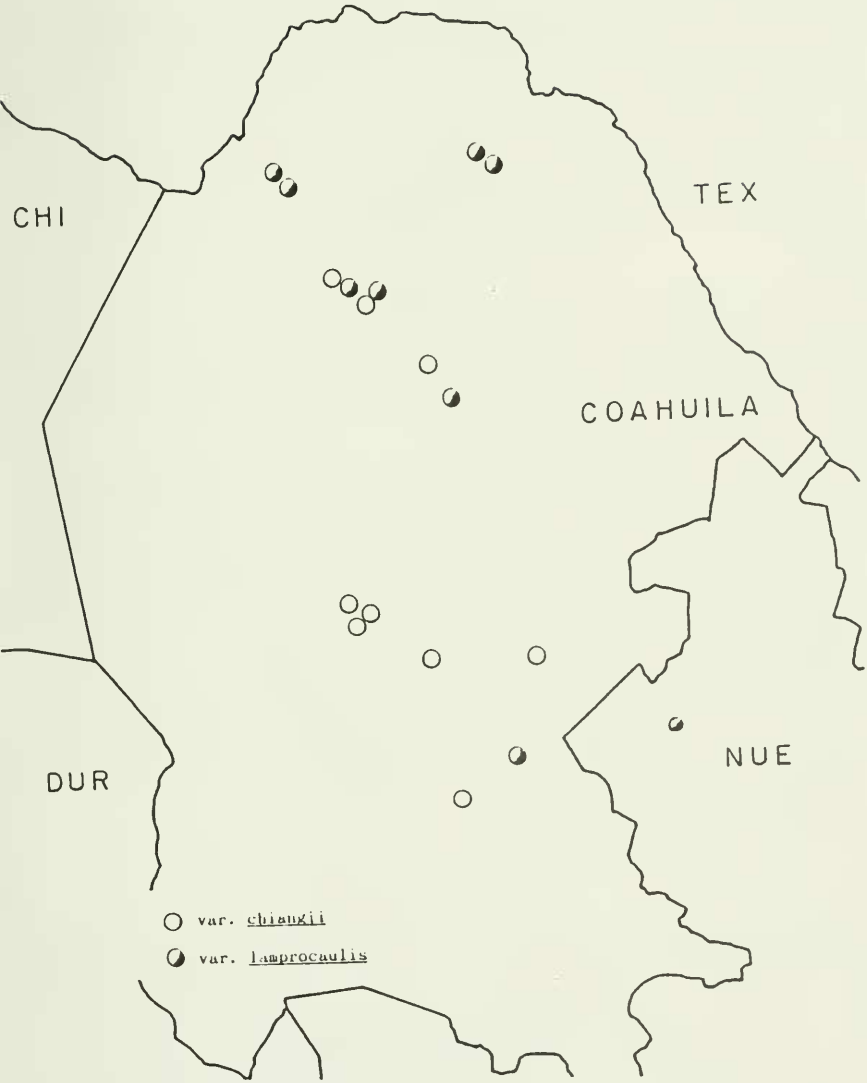 TEX
CHI
COAHUILA
NUE
DUR
var. chiangii
var. lamprocaulis